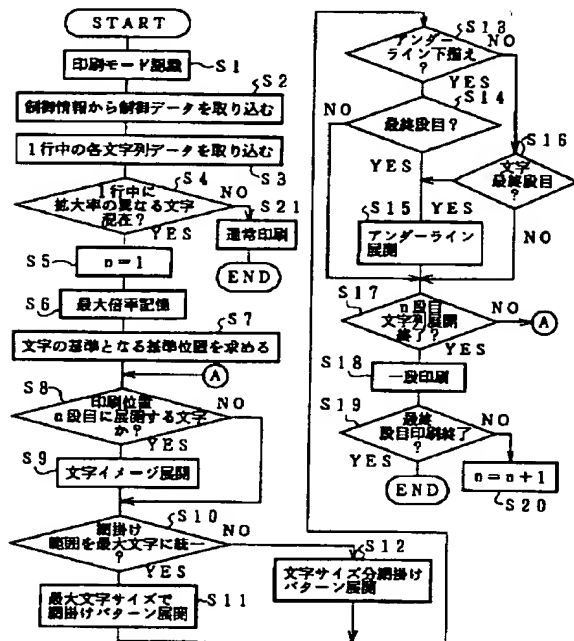 START
印刷モード認識
S1
S2
制御情報から制御データを取り込む
1行中の各文字列データを取り込む
S3
S4
1行中に
拡大率の異なる文字
混在?
NO
YES
S21
通常印刷
END
S5
n=1
S6
最大倍率記憶
S7
文字の基準となる基準位置を求める
A
S8
印刷位置
n段目に展開する文字
か?
NO
YES
S9
文字イメージ展開
S10
網掛け
範囲を最大文字に統一
?
NO
YES
S12
文字サイズ分網掛け
パターン展開
最大文字サイズで
網掛けパターン展開
S11
S13
アンダー
ライン下揃え
?
NO
YES
S14
NO
最終段目?
YES
S16
文字
最終段目
?
YES
NO
S15
アンダーライン
展開
S17
n段目
文字列展開
終了?
NO
A
YES
S18
一段印刷
S19
最終
段目印刷終了
?
NO
YES
END
n=n+1
S20